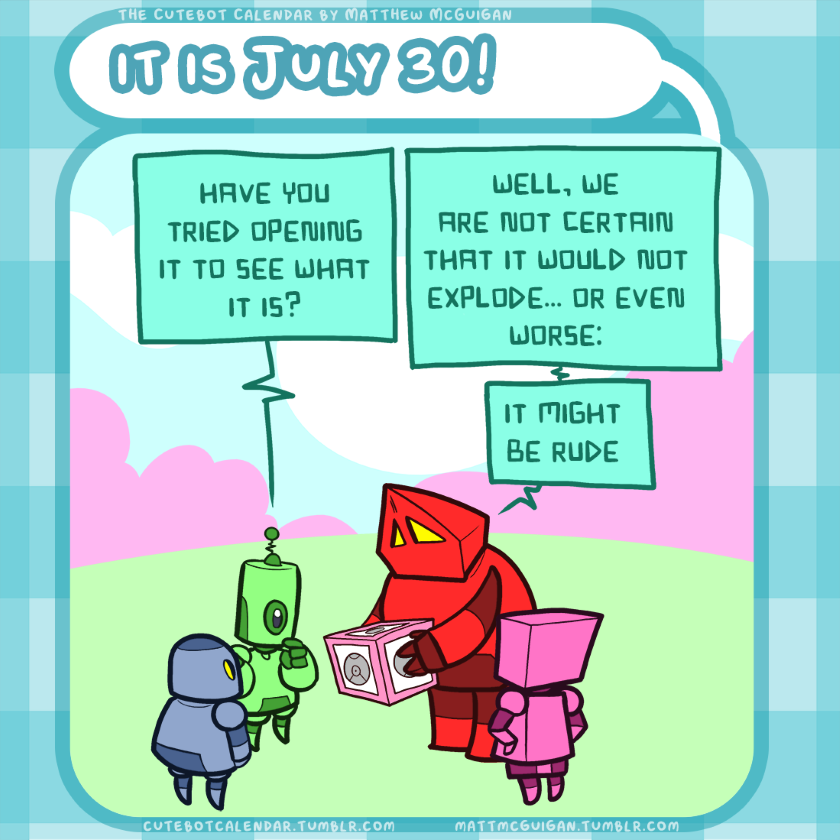 THE CUTEBOT CALENDAR BY MATTHEW MCGUIGAN
IT IS JULY 30!
HAVE YOU
TRIED OPENING
IT TO SEE WHAT
IT IS?
WELL, WE
ARE NOT CERTAIN
THAT IT WOULD NOT
EXPLODE... OR EVEN
WORSE:
IT MIGHT
BE RUDE
CUTEBOTCALENDAR.TUMBLR.COM
MATTMCGUIGAN.TUMBLR.COM